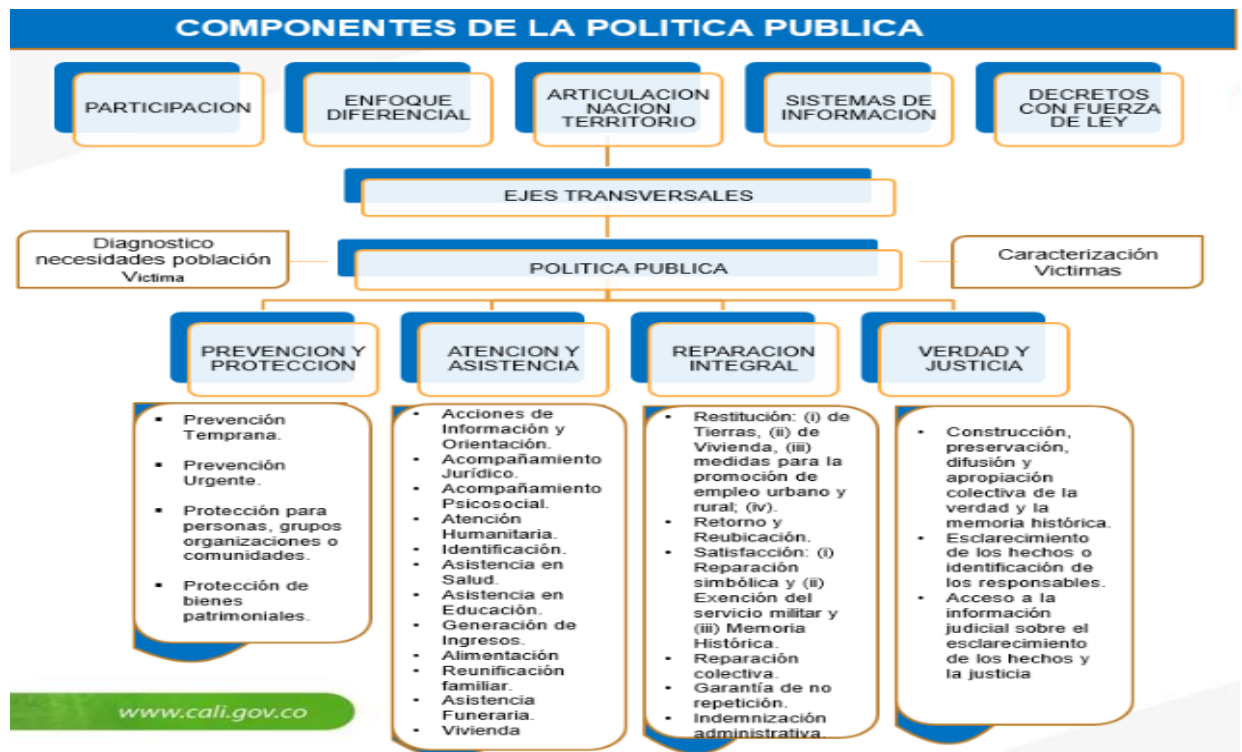 COMPONENTES DE LA POLITICA PUBLICA
PARTICIPACION
ENFOQUE
DIFERENCIAL
ARTICULACION
NACION
TERRITORIO
SISTEMAS DE
INFORMACION
DECRETOS
CON FUERZA
DE LEY
EJES TRANSVERSALES
Diagnostico
necesidades población
Victima
POLITICA PUBLICA
Caracterización
Victimas
PREVENCION Y
PROTECCION
ATENCION Y
ASISTENCIA
REPARACION
INTEGRAL
VERDAD Y
JUSTICIA
▪ Prevención
Temprana.
▪ Prevención
Urgente.
▪ Protección para
personas, grupos
organizaciones o
comunidades.
▪ Protección de
bienes
patrimoniales.
• Acciones de
Información y
Orientación.
• Acompañamiento
Jurídico.
• Acompañamiento
Psicosocial.
• Atención
Humanitaria.
• Identificación.
• Asistencia en
Salud.
• Asistencia en
Educación.
• Generación de
Ingresos.
• Alimentación
• Reunificación
familiar.
• Asistencia
Funeraria.
• Vivienda
• Restitución: (i) de
Tierras, (ii) de
Vivienda, (iii)
medidas para la
promoción de
empleo urbano y
rural; (iv).
• Retorno y
Reubicación.
• Satisfacción: (i)
Reparación
simbólica y (ii)
Exención del
servicio militar y
(iii) Memoria
Histórica.
• Reparación
colectiva.
• Garantía de no
repetición.
• Indemnización
administrativa.
• Construcción,
preservación,
difusión y
apropiación
colectiva de la
verdad y la
memoria histórica.
• Esclarecimiento
de los hechos o
identificación de
los responsables.
• Acceso a la
información
judicial sobre el
esclarecimiento
de los hechos y
la justicia
www.cali.gov.co